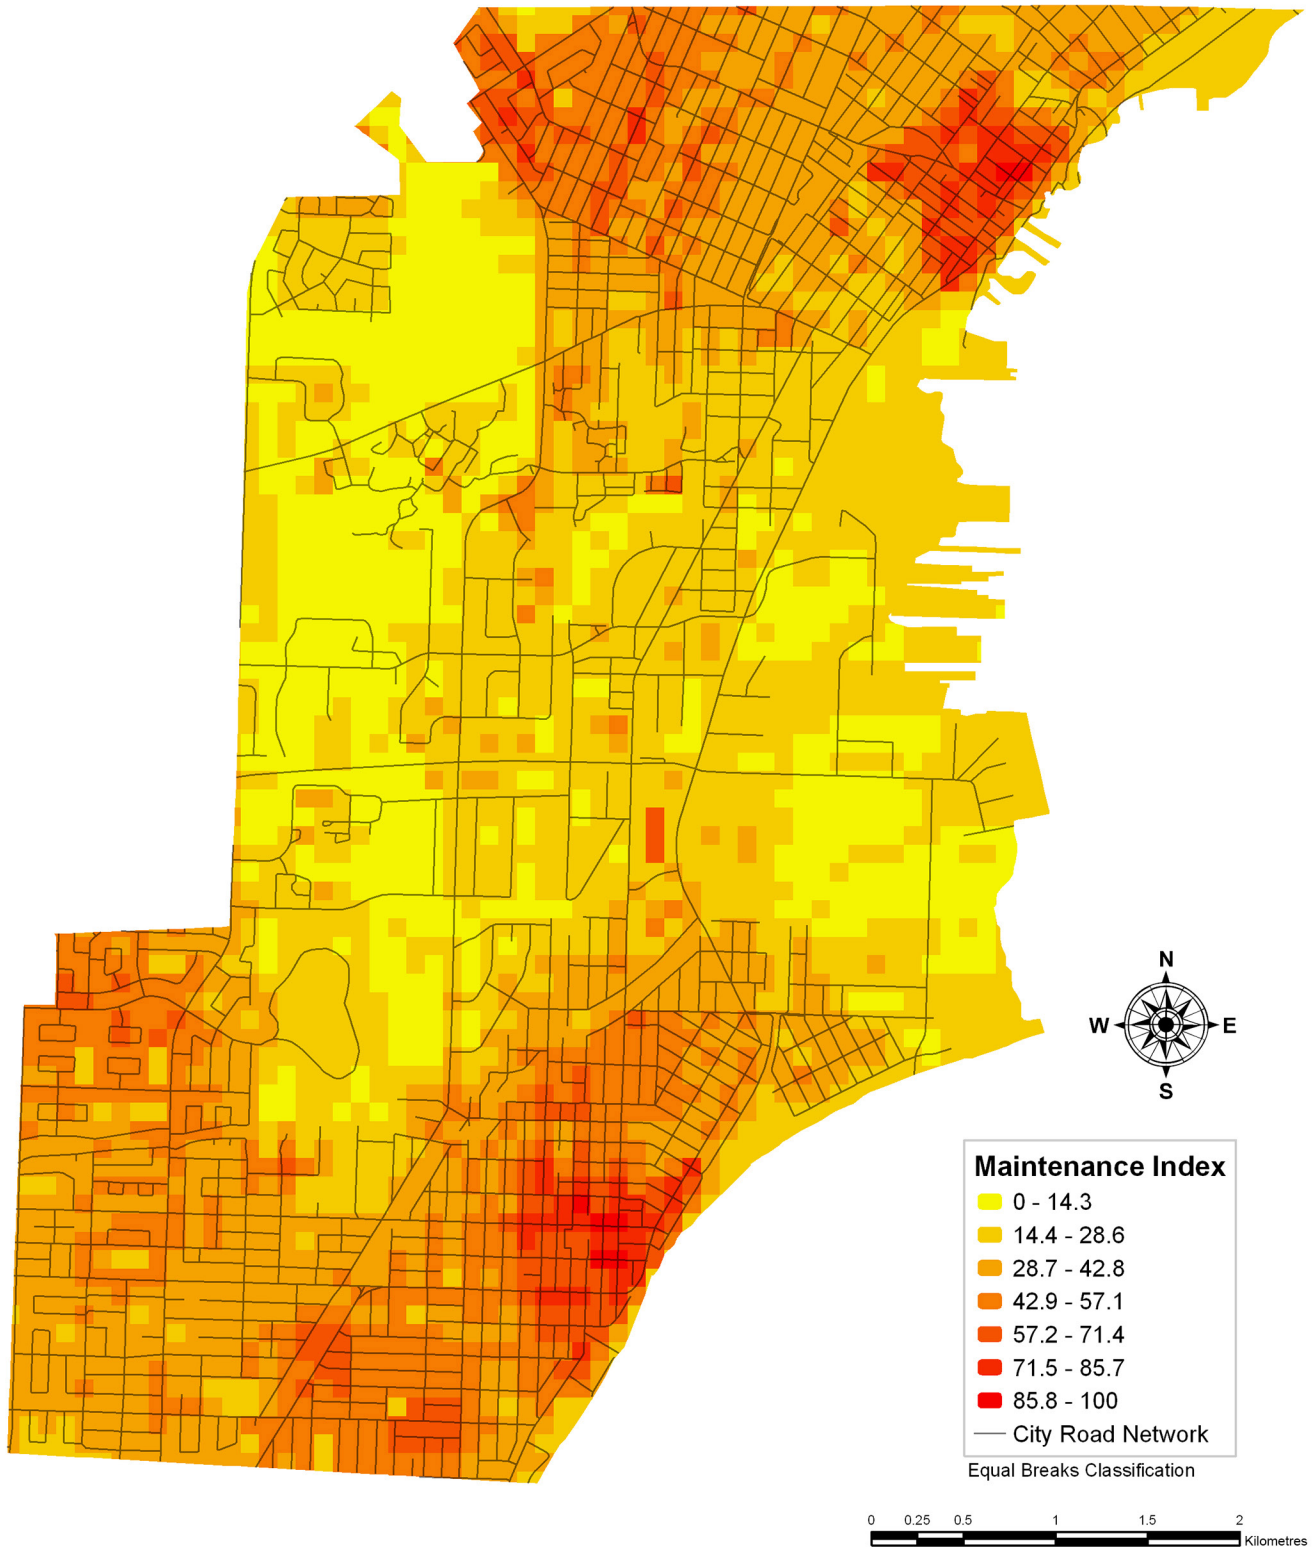 N
W E
S
Maintenance Index
0 - 14.3
14.4 - 28.6
28.7 - 42.8
42.9 - 57.1
57.2 - 71.4
71.5 - 85.7
85.8 - 100
City Road Network
Equal Breaks Classification
0 0.25 0.5 1 1.5 2
Kilometres